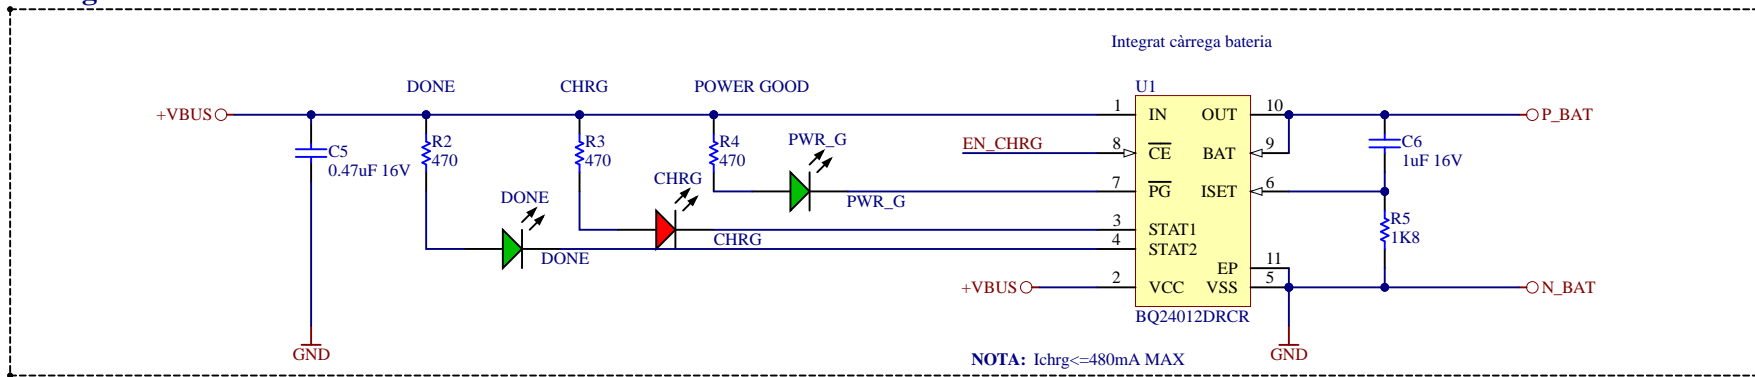 Integrat càrrega bateria
DONE
CHRG
POWER GOOD
U1
+VBUS
1
IN
OUT
10
P_BAT
R2
470
R3
470
R4
470
PWR_G
EN_CHRG
8
CE
BAT
9
C5
0.47uF 16V
C6
1uF 16V
CHRG
7
PG
ISET
6
DONE
PWR_G
3
STAT1
R5
1K8
CHRG
4
STAT2
DONE
EP
11
+VBUS
2
VCC
VSS
5
N_BAT
BQ24012DRCR
GND
GND
NOTA: Ichrg<=480mA MAX